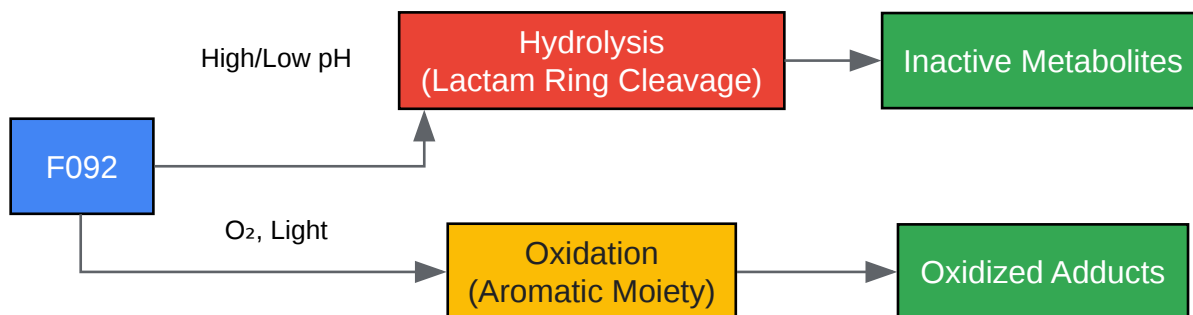 High/Low pH
Hydrolysis
(Lactam Ring Cleavage)
Inactive Metabolites
F092
O₂, Light
Oxidation
(Aromatic Moiety)
Oxidized Adducts